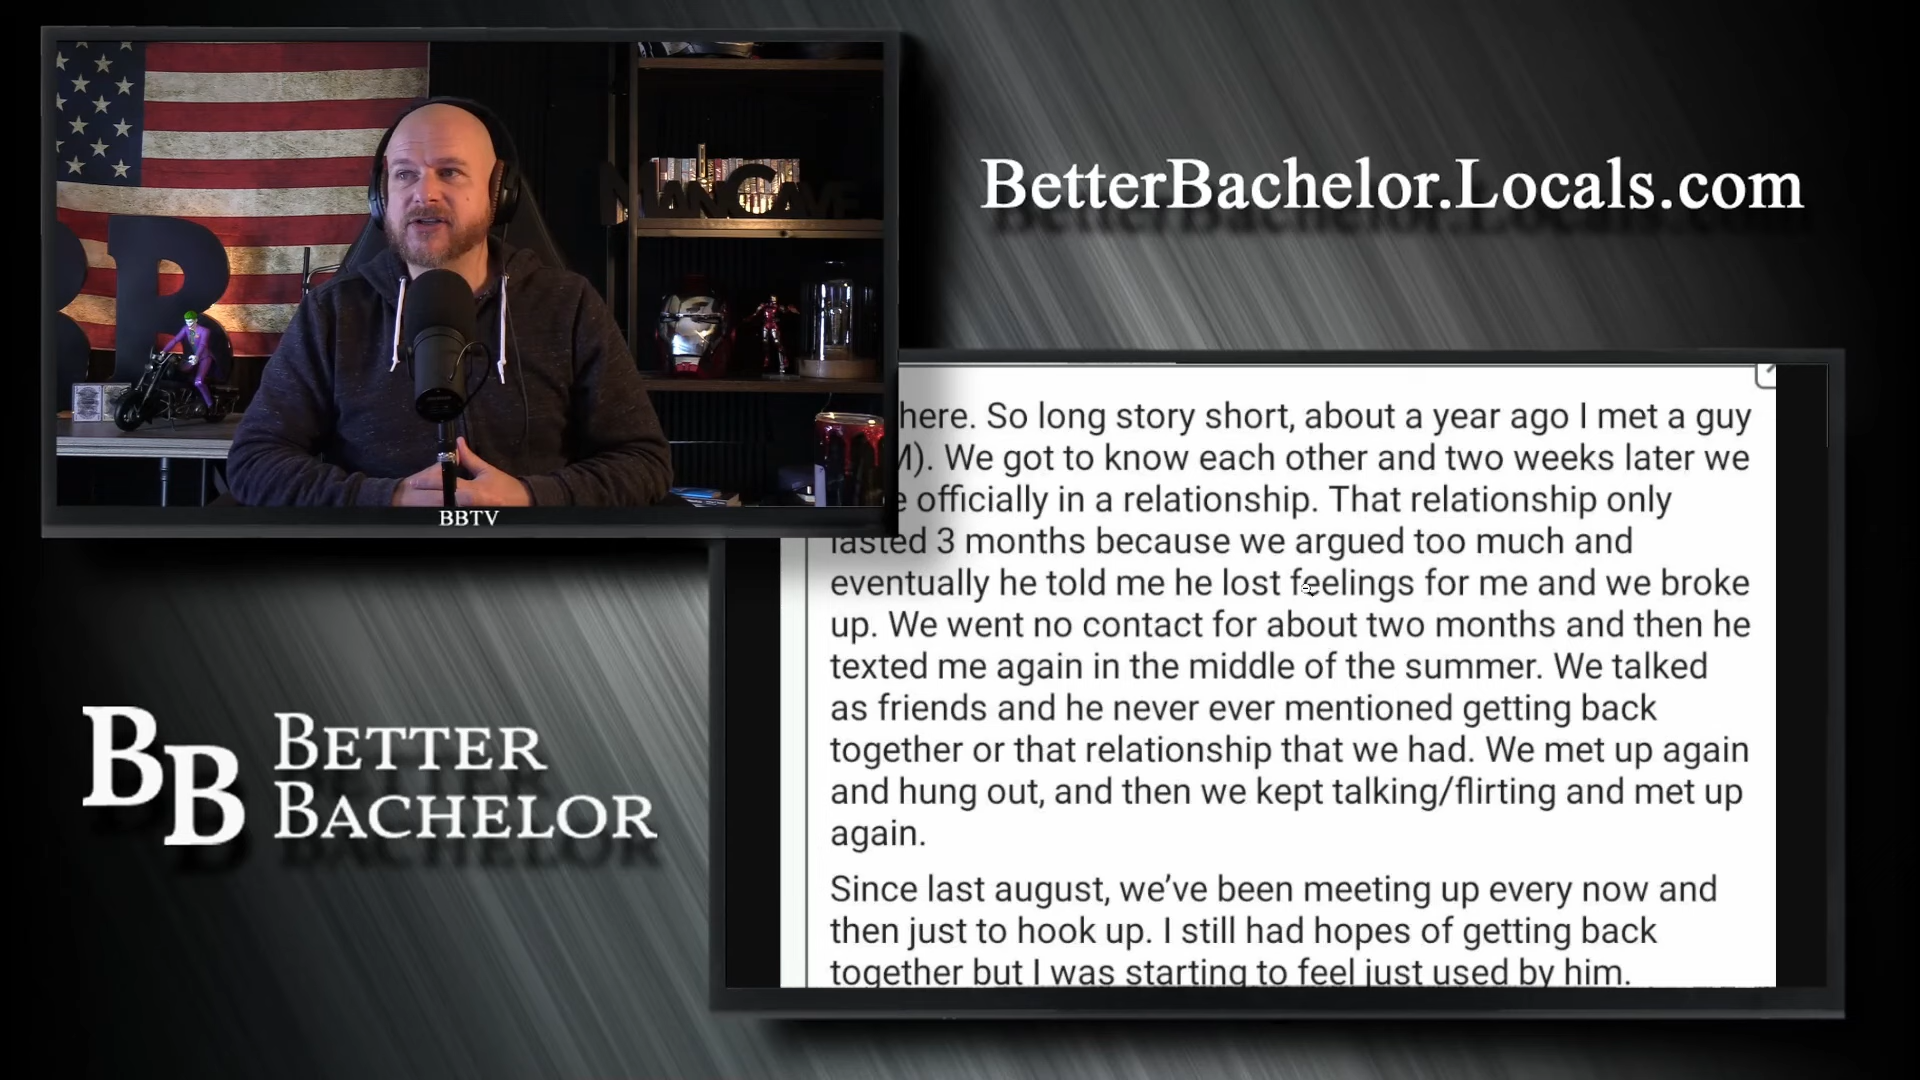 BetterBachelor.Locals.com
MANCAVE
BBTV
here. So long story short, about a year ago I met a guy
M). We got to know each other and two weeks later we
e officially in a relationship. That relationship only
lasted 3 months because we argued too much and
eventually he told me he lost feelings for me and we broke
up. We went no contact for about two months and then he
texted me again in the middle of the summer. We talked
as friends and he never ever mentioned getting back
together or that relationship that we had. We met up again
and hung out, and then we kept talking/flirting and met up
again.
Since last august, we’ve been meeting up every now and
then just to hook up. I still had hopes of getting back
together but I was starting to feel just used by him.
BB
BETTER
BACHELOR